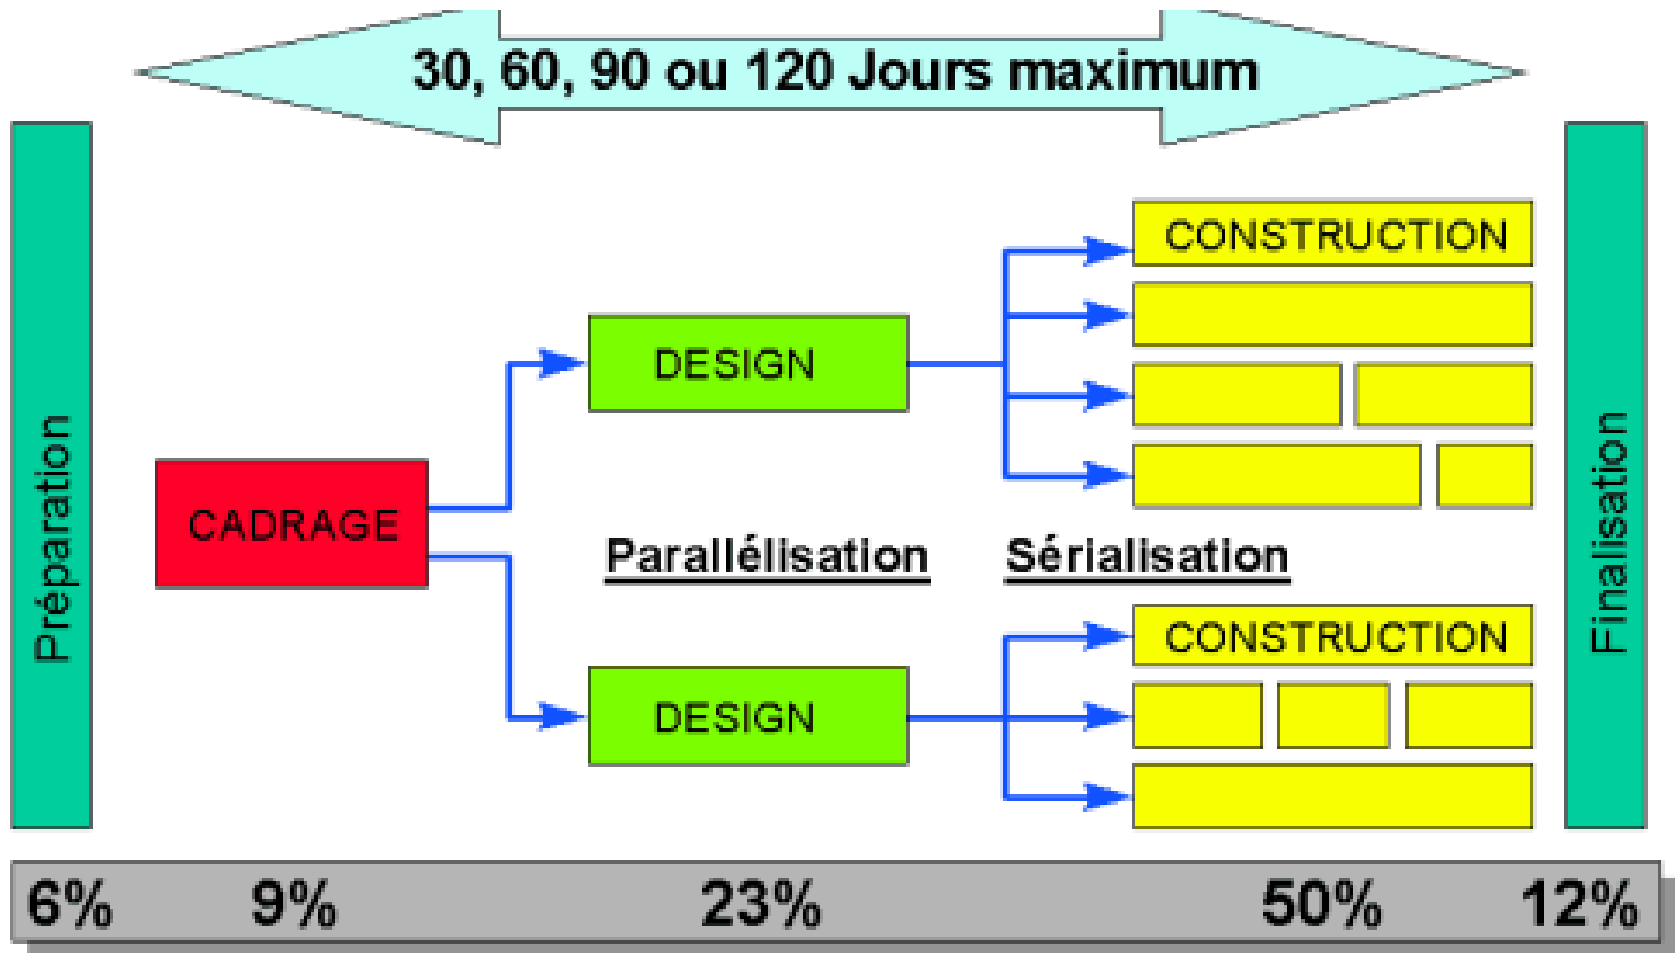 30, 60, 90 ou 120 Jours maximum
Préparation
CADRAGE
DESIGN
DESIGN
Parallélisation
Sérialisation
CONSTRUCTION
CONSTRUCTION
Finalisation
6% 9% 23% 50% 12%